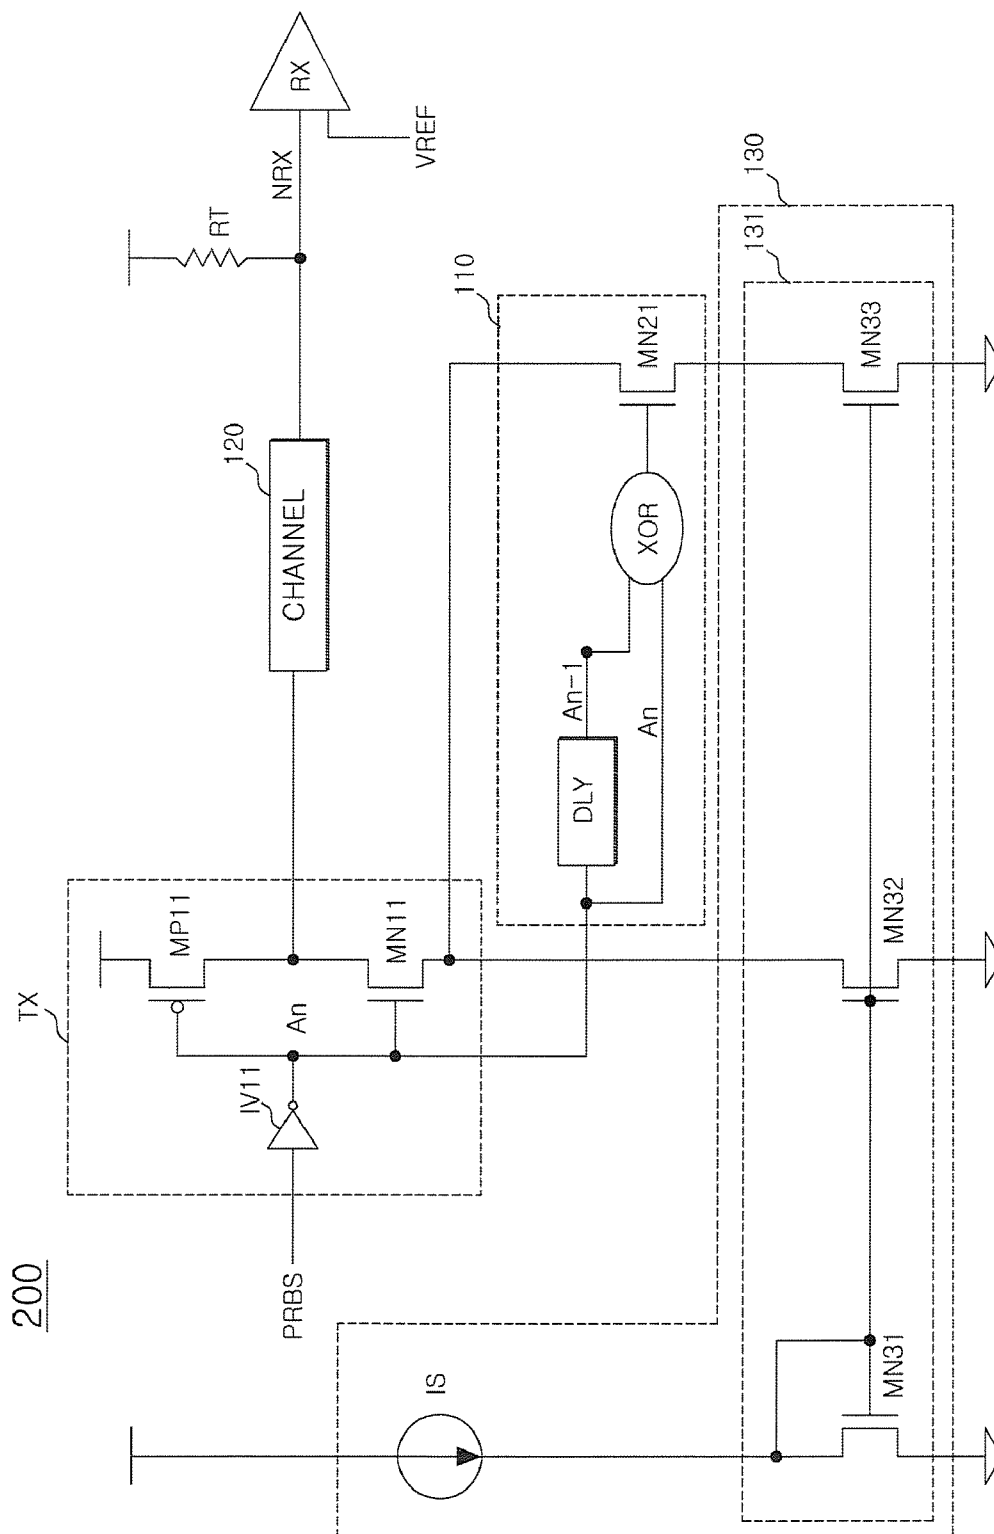 200
TX
PRBS
IV11
An
MP11
MN11
120
CHANNEL
RT
NRX
RX
VREF
110
DLY
An-1
An
XOR
MN21
130
131
IS
MN31
MN32
MN33